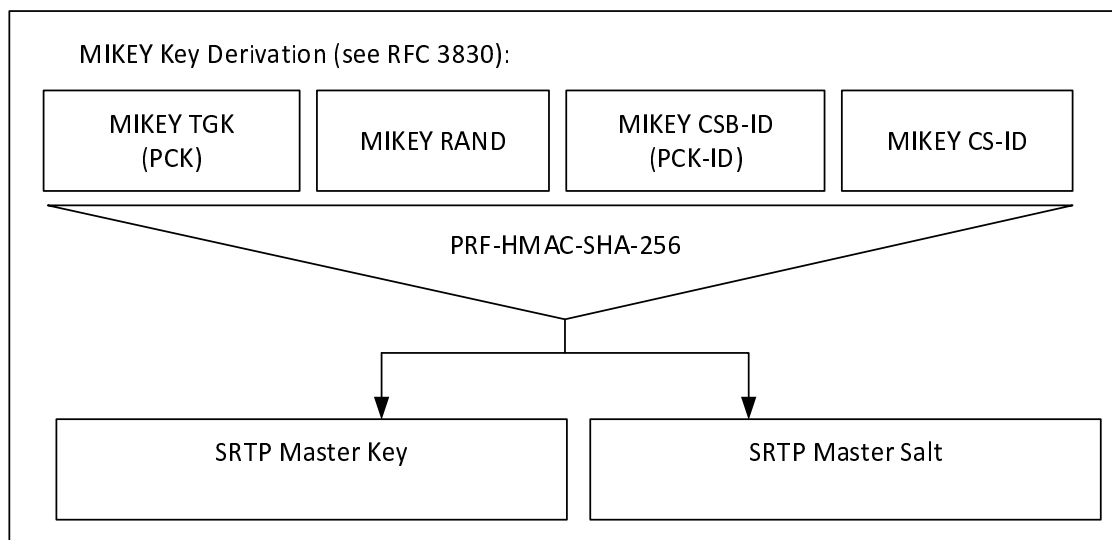 MIKEY Key Derivation (see RFC 3830):
MIKEY TGK
(PCK)
MIKEY RAND
MIKEY CSB-ID
(PCK-ID)
MIKEY CS-ID
PRF-HMAC-SHA-256
SRTP Master Key
SRTP Master Salt